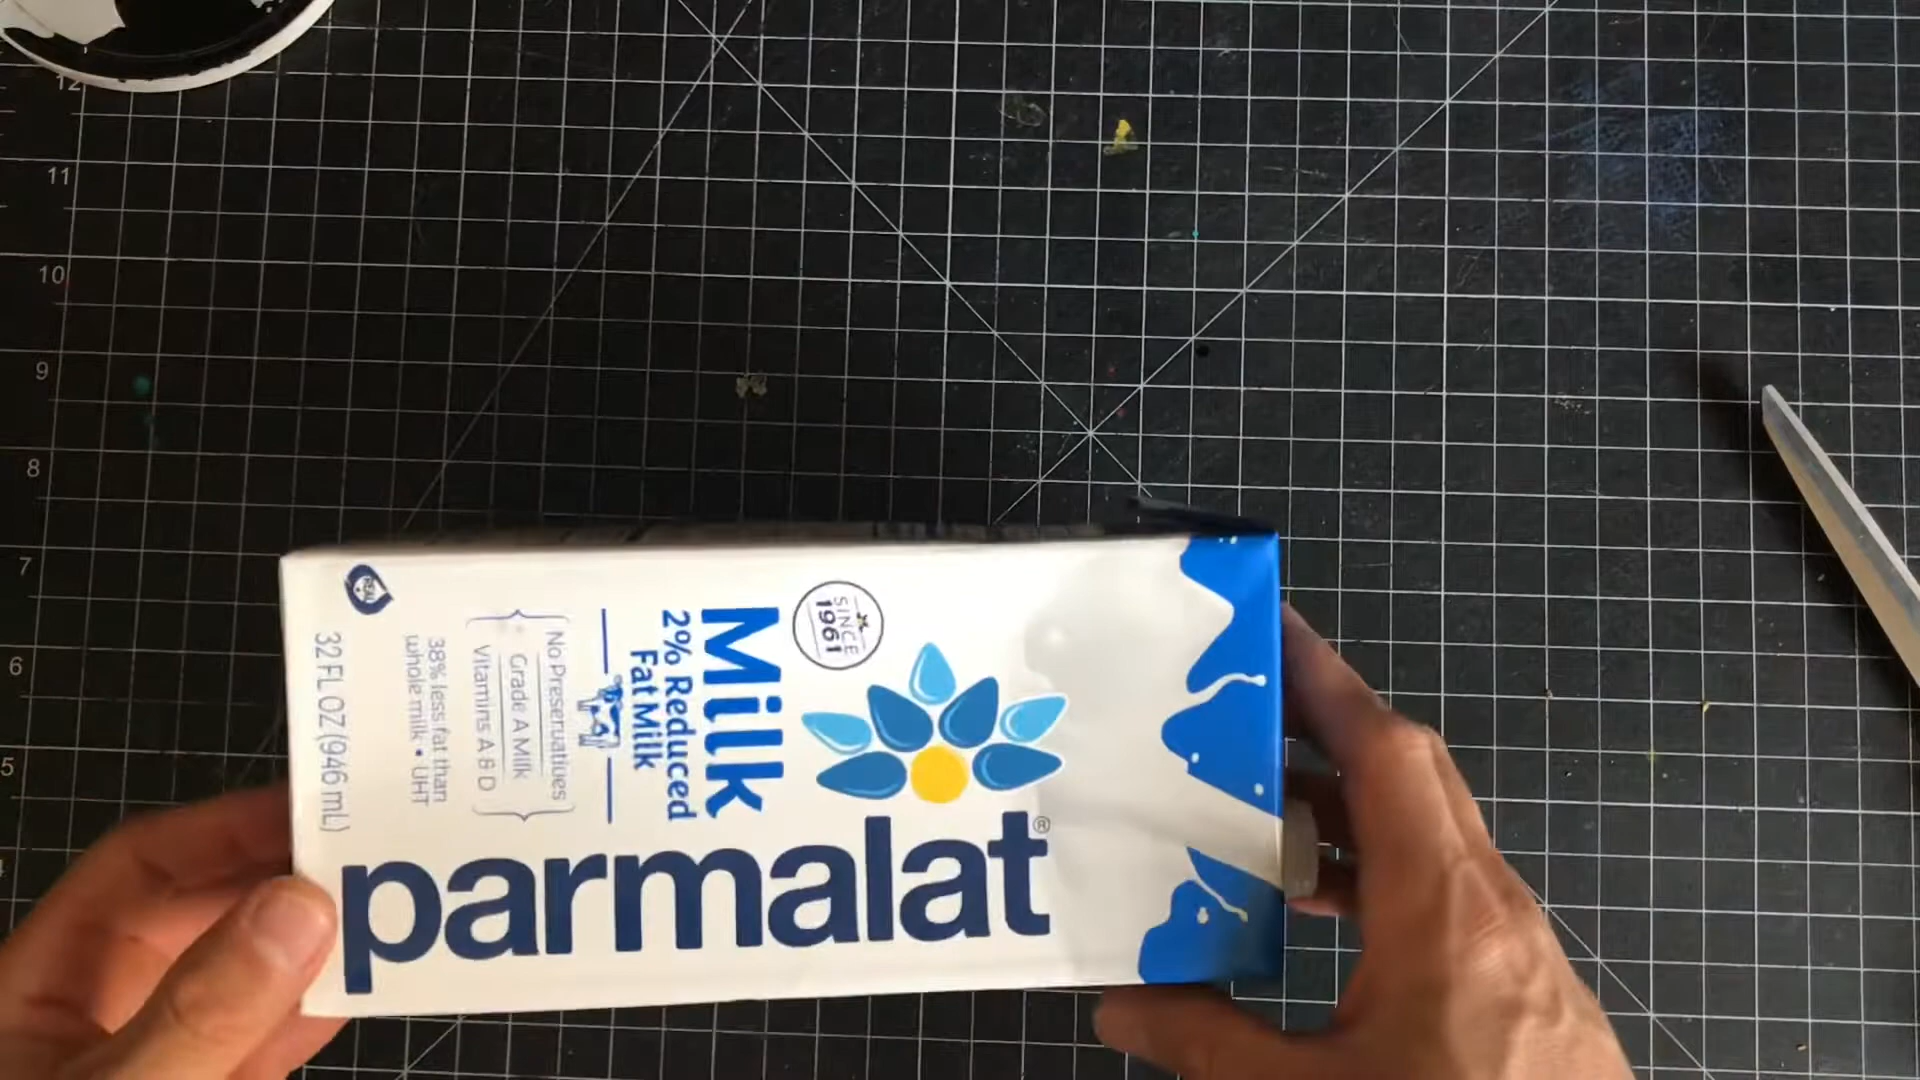 parmalat®
SINCE
1961
Milk
2% Reduced
Fat Milk
No Preservatives
Grade A Milk
Vitamins A & D
38% less fat than
whole milk • UHT
32 FL OZ (946 mL)
REAL
12
11
10
9
8
7
6
5